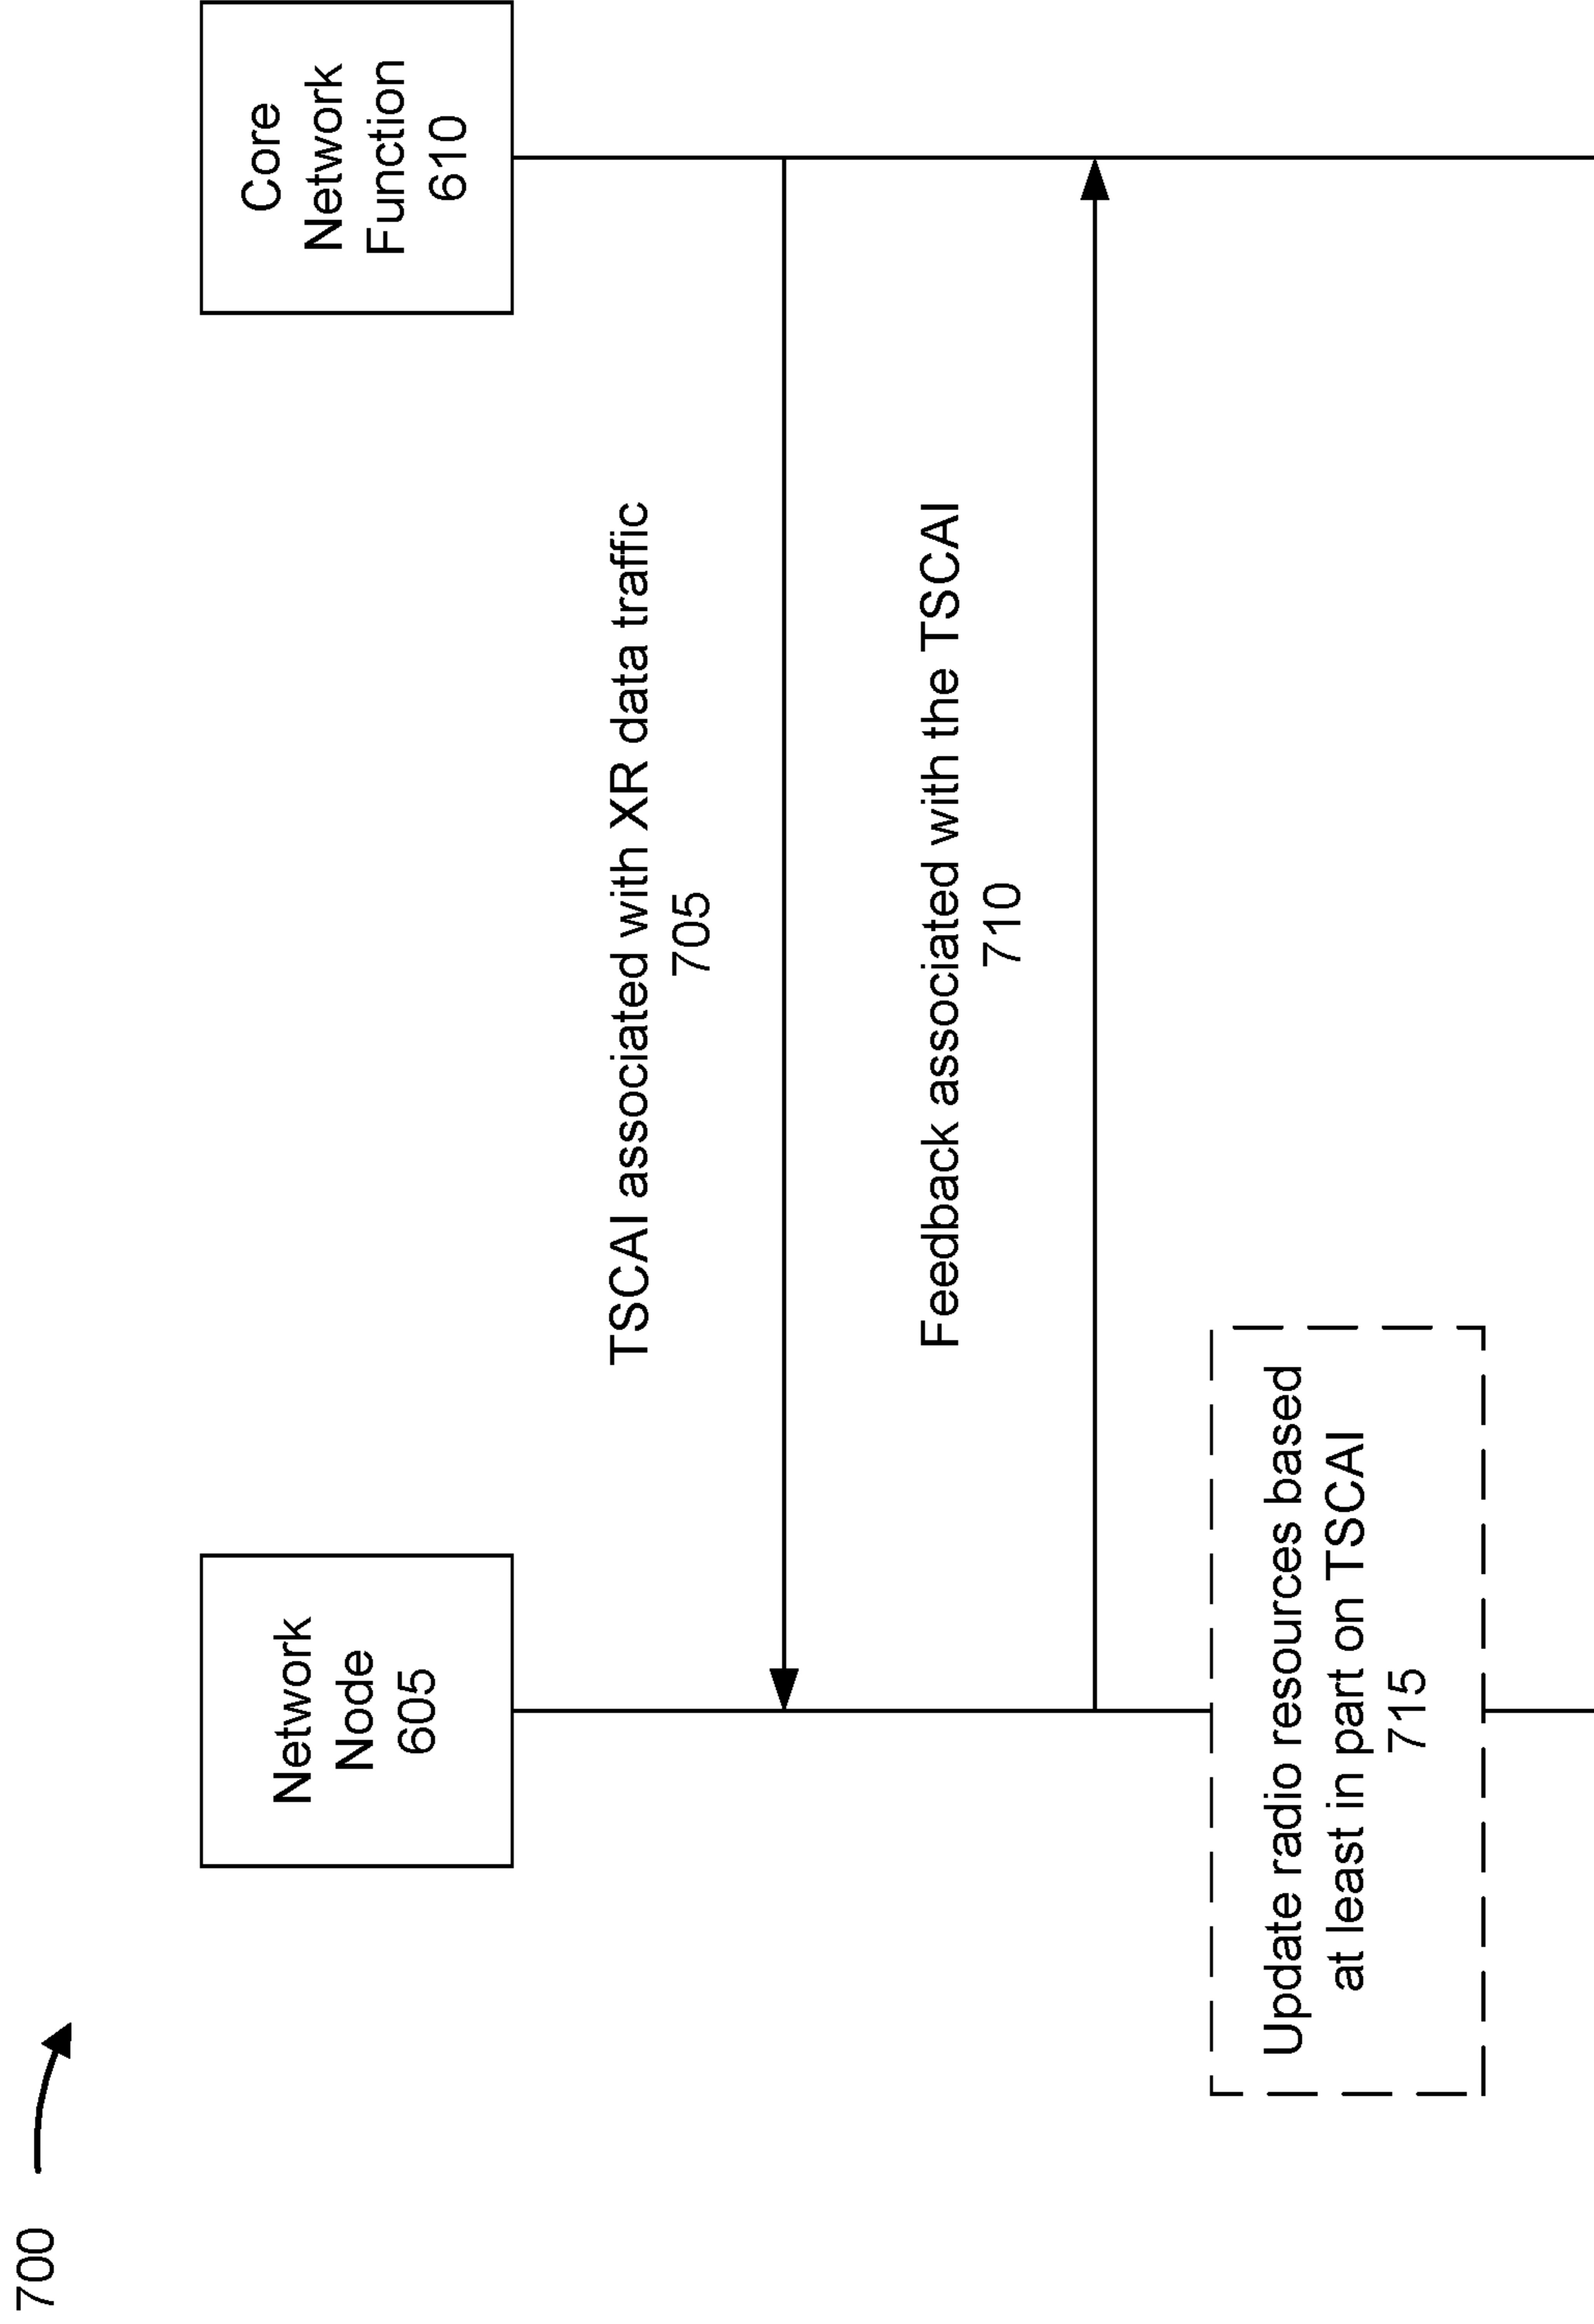 700
Network
Node
605
Core
Network
Function
610
TSCAI associated with XR data traffic
705
Feedback associated with the TSCAI
710
Update radio resources based
at least in part on TSCAI
715